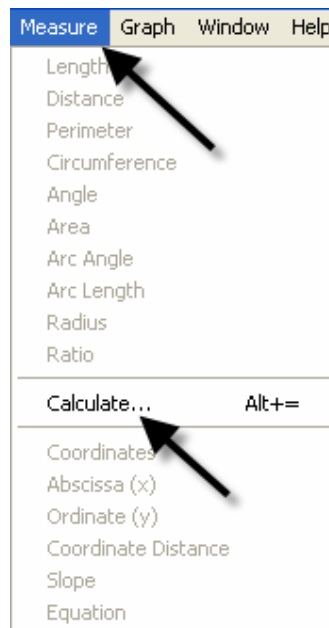 Measure Graph Window Help
Length
Distance
Perimeter
Circumference
Angle
Area
Arc Angle
Arc Length
Radius
Ratio
Calculate... Alt+=
Coordinates
Abscissa (x)
Ordinate (y)
Coordinate Distance
Slope
Equation